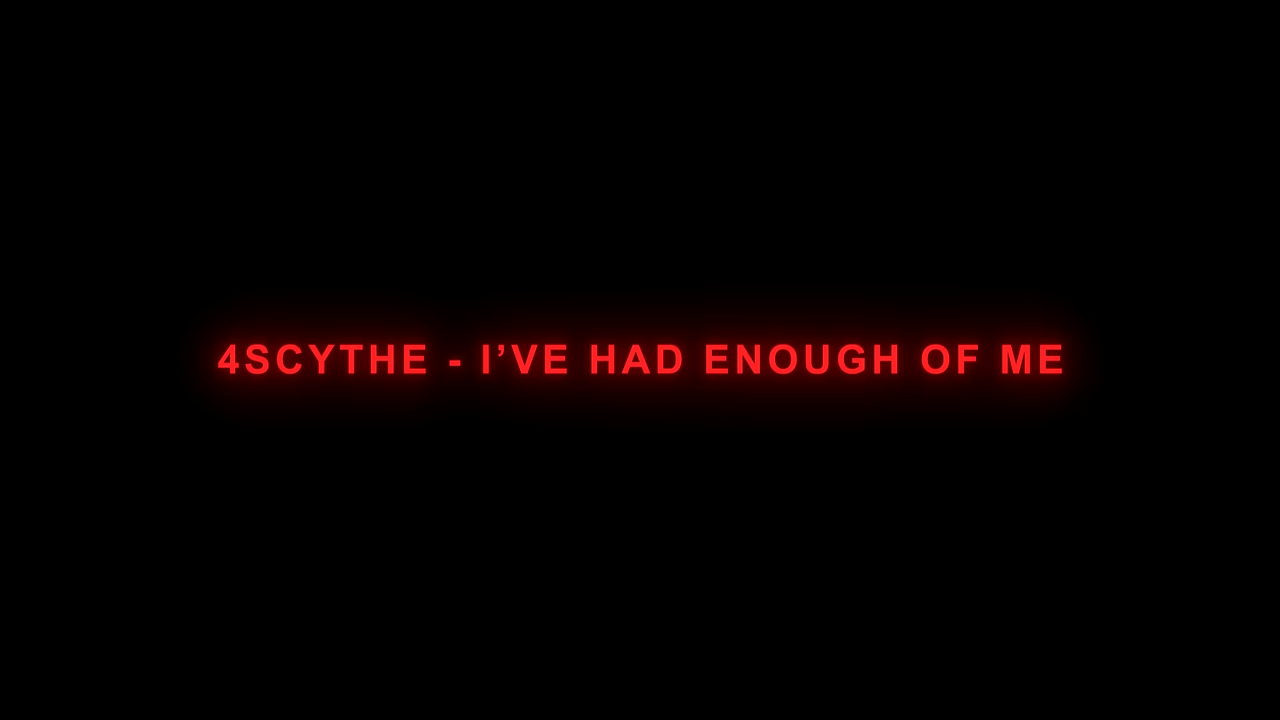 4SCYTHE - I’VE HAD ENOUGH OF ME